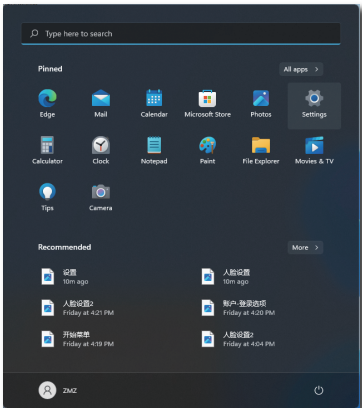 Type here to search
Pinned
All apps >
Edge
Mail
Calendar
Microsoft Store
Photos
Settings
Calculator
Clock
Notepad
Paint
File Explorer
Movies & TV
Tips
Camera
Recommended
More >
设置
10m ago
人脸设置
10m ago
人脸设置2
Friday at 4:21 PM
账户-登录选项
Friday at 4:20 PM
开始菜单
Friday at 4:19 PM
人脸设置2
Friday at 4:04 PM
ZMZ